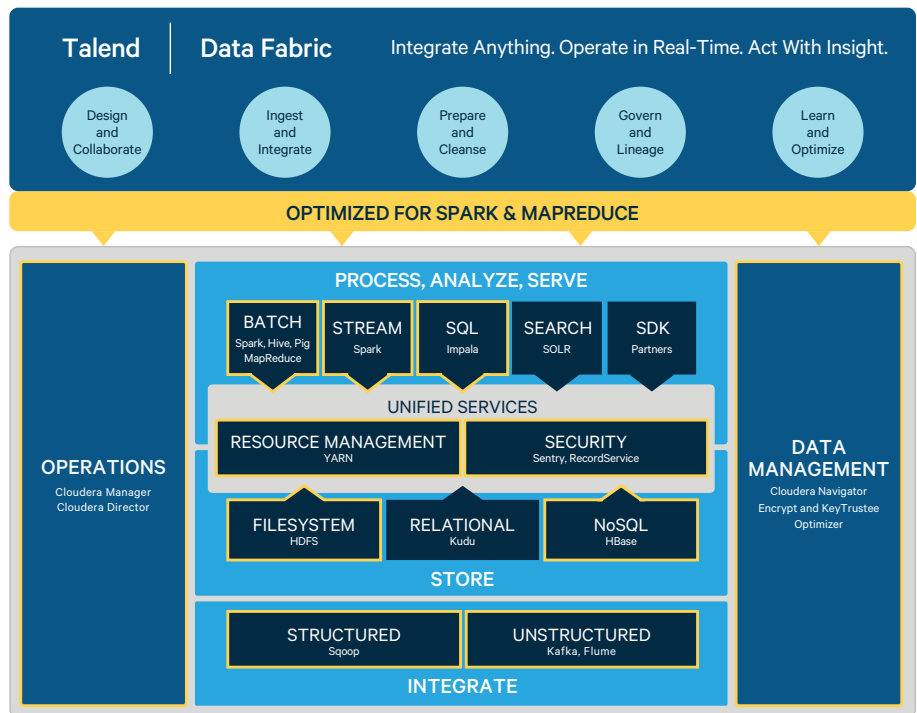 Talend
Data Fabric
Integrate Anything. Operate in Real-Time. Act With Insight.
Design
and
Collaborate
Ingest
and
Integrate
Prepare
and
Cleanse
Govern
and
Lineage
Learn
and
Optimize
OPTIMIZED FOR SPARK & MAPREDUCE
OPERATIONS
Cloudera Manager
Cloudera Director
PROCESS, ANALYZE, SERVE
BATCH
Spark, Hive, Pig
MapReduce
STREAM
Spark
SQL
Impala
SEARCH
SOLR
SDK
Partners
UNIFIED SERVICES
RESOURCE MANAGEMENT
YARN
SECURITY
Sentry, RecordService
FILESYSTEM
HDFS
RELATIONAL
Kudu
NoSQL
HBase
STORE
STRUCTURED
Sqoop
UNSTRUCTURED
Kafka, Flume
INTEGRATE
DATA
MANAGEMENT
Cloudera Navigator
Encrypt and KeyTrustee
Optimizer